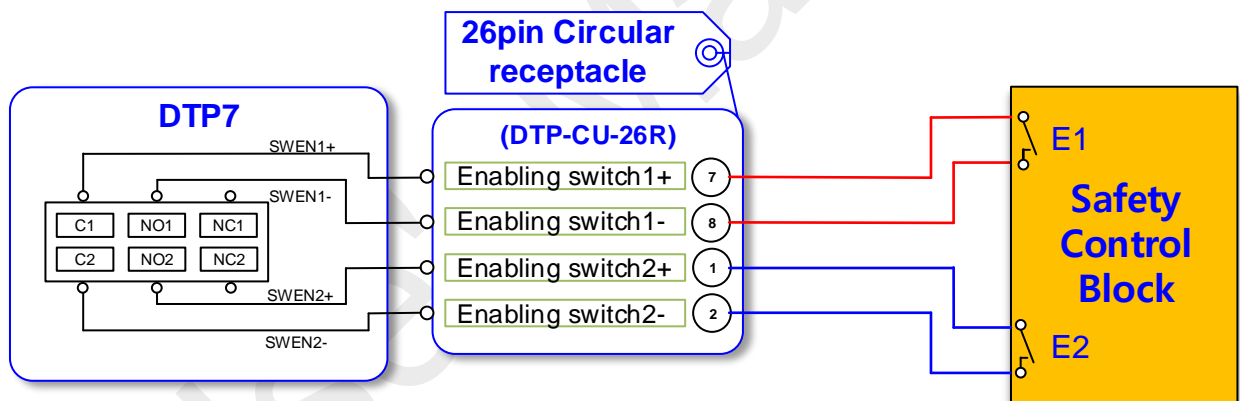 26pin Circular
receptacle
DTP7
(DTP-CU-26R)
SWEN1+
SWEN1-
C1 NO1 NC1
C2 NO2 NC2
SWEN2+
SWEN2-
Enabling switch1+ 7
Enabling switch1- 8
Enabling switch2+ 1
Enabling switch2- 2
E1
Safety
Control
Block
E2